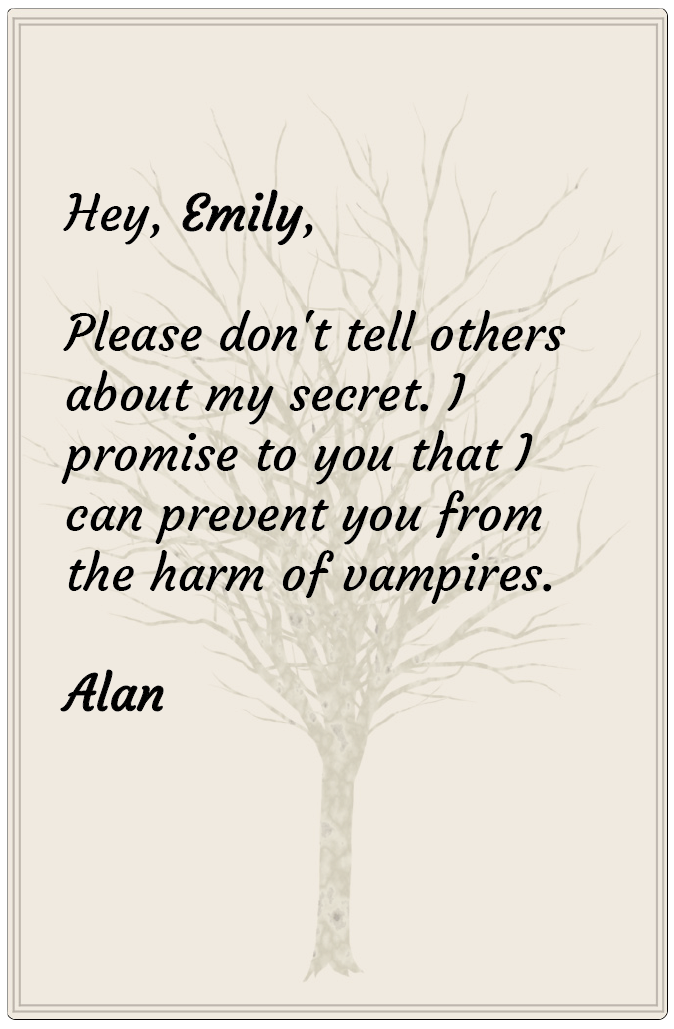 Hey, Emily,
Please don't tell others
about my secret. I
promise to you that I
can prevent you from
the harm of vampires.
Alan